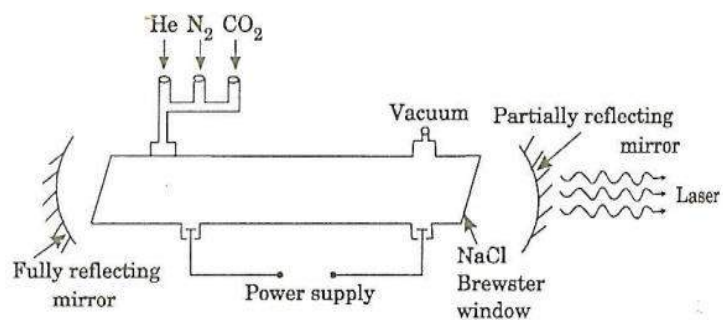 He N₂ CO₂
Vacuum
Partially reflecting
mirror
Laser
NaCl
Brewster
window
Fully reflecting
mirror
Power supply